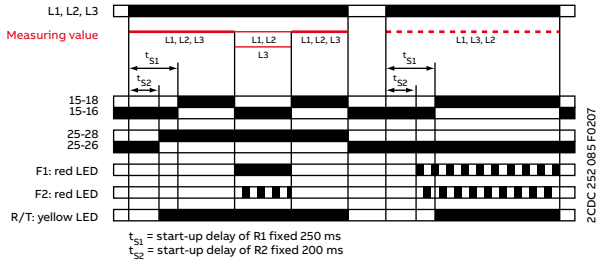 L1, L2, L3
Measuring value
L1, L2, L3
L1, L2
L3
L1, L2, L3
L1, L3, L2
tS1
tS2
tS1
tS2
15-18
15-16
25-28
25-26
F1: red LED
F2: red LED
R/T: yellow LED
tS1 = start-up delay of R1 fixed 250 ms
tS2 = start-up delay of R2 fixed 200 ms
2CDC 252 085 F0207